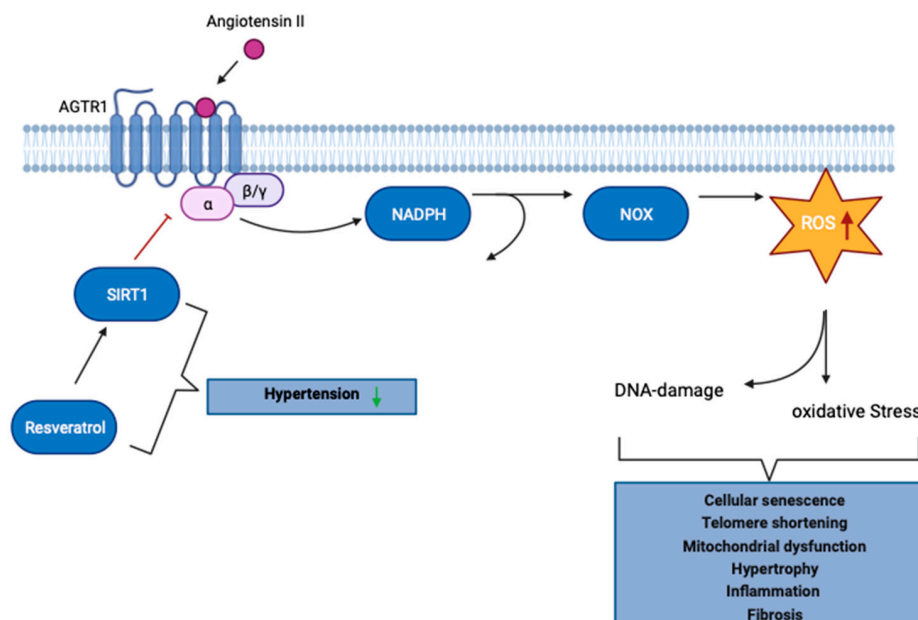 Angiotensin II
AGTR1
β/γ
α
NADPH
NOX
ROS
SIRT1
Hypertension
Resveratrol
DNA-damage
oxidative Stress
Cellular senescence
Telomere shortening
Mitochondrial dysfunction
Hypertrophy
Inflammation
Fibrosis